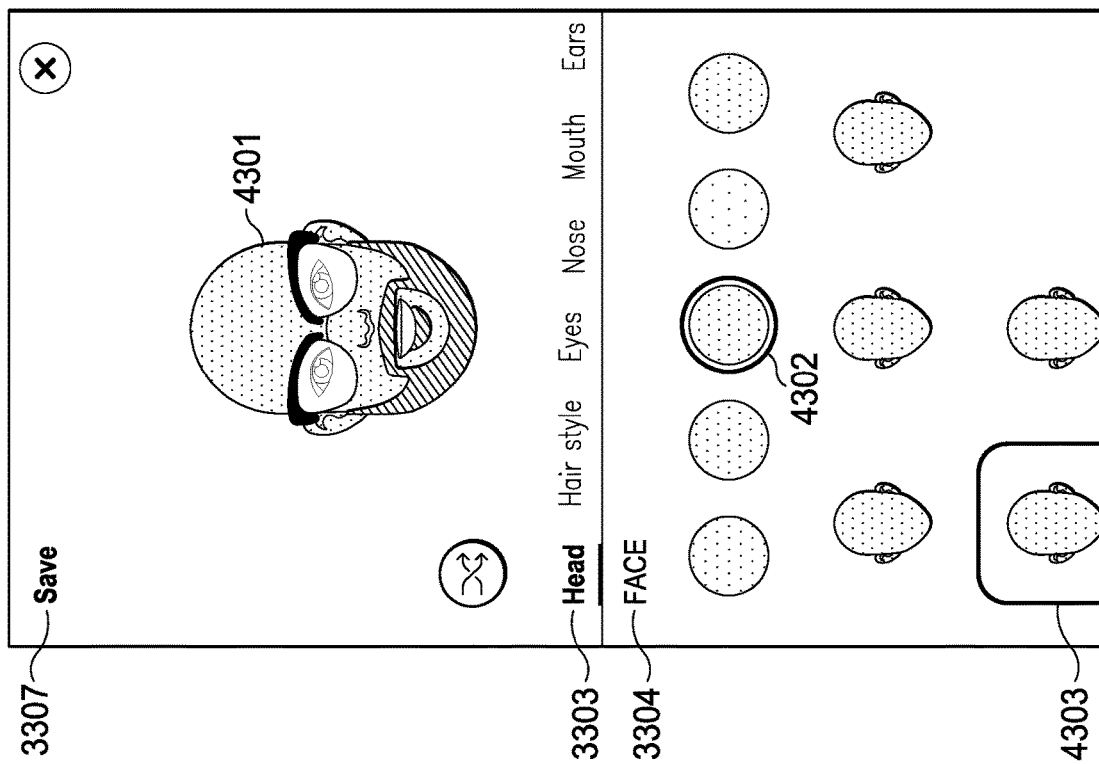 3307 Save
4301
3303 Head Hair style Eyes Nose Mouth Ears
3304 FACE
4302
4303